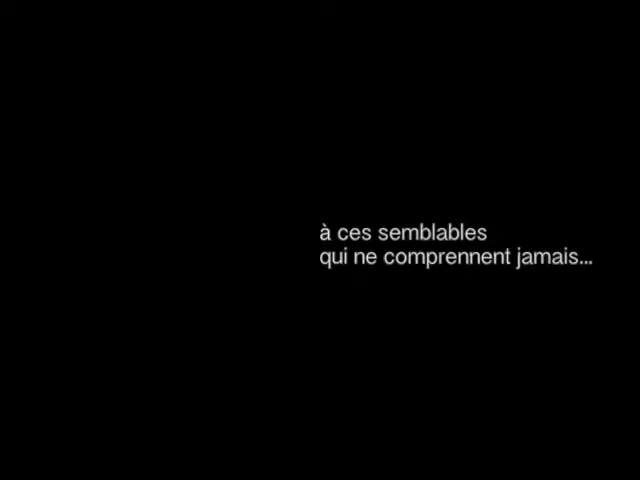 à ces semblables
qui ne comprennent jamais...